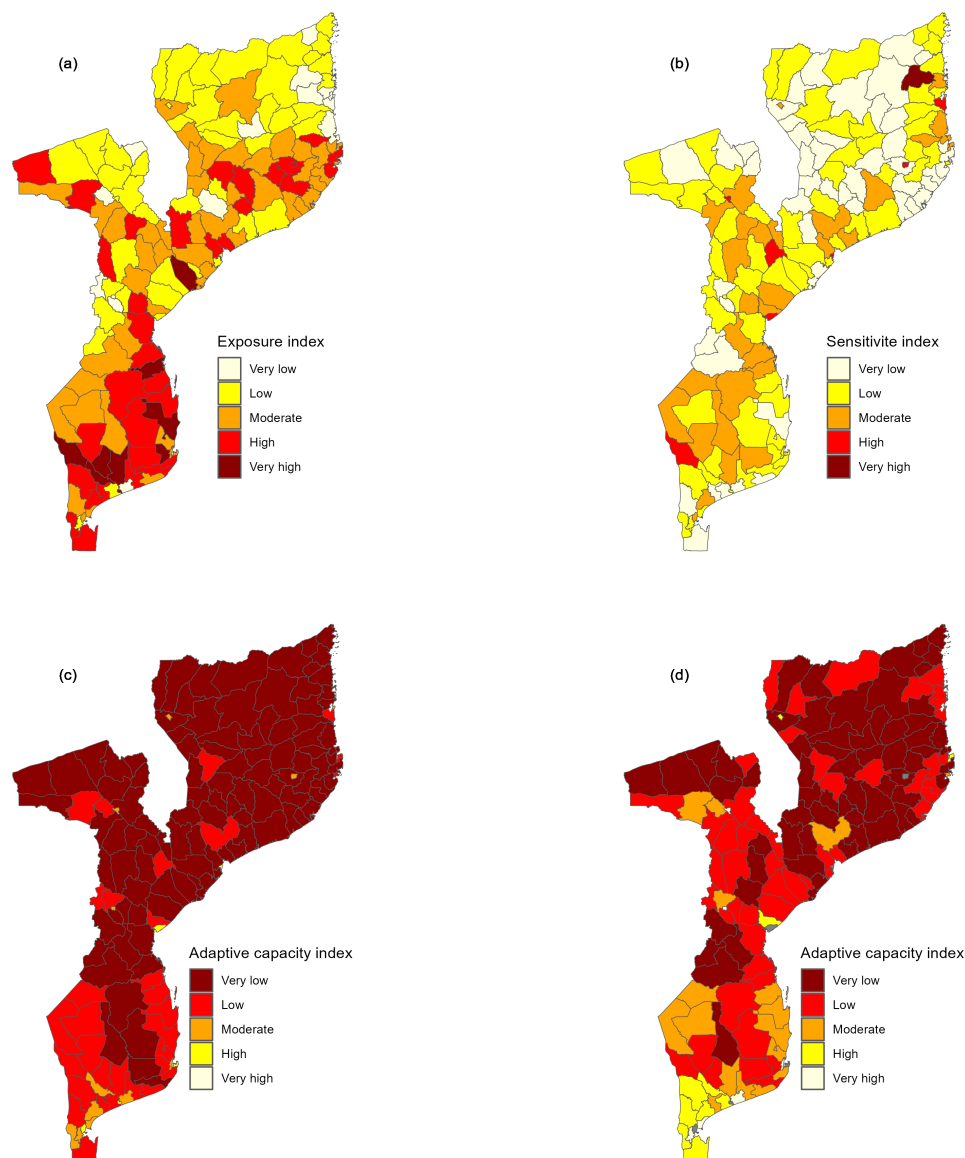 (a)
Exposure index
Very low
Low
Moderate
High
Very high
(b)
Sensitivite index
Very low
Low
Moderate
High
Very high
(c)
Adaptive capacity index
Very low
Low
Moderate
High
Very high
(d)
Adaptive capacity index
Very low
Low
Moderate
High
Very high